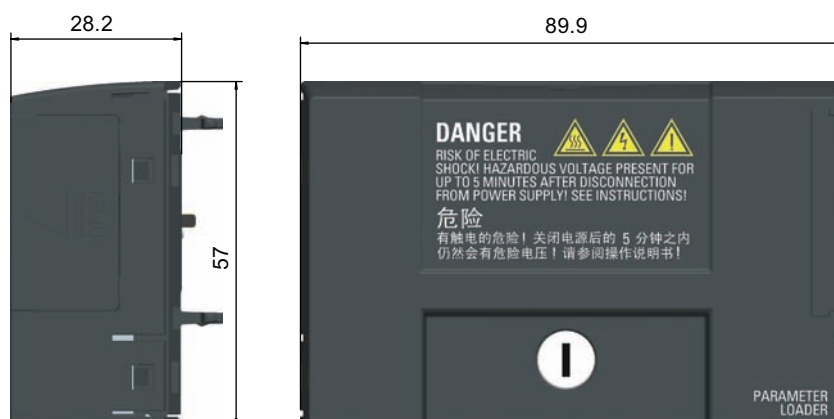 28.2
89.9
57
DANGER
RISK OF ELECTRIC
SHOCK! HAZARDOUS VOLTAGE PRESENT FOR
UP TO 5 MINUTES AFTER DISCONNECTION
FROM POWER SUPPLY! SEE INSTRUCTIONS!
危险
有触电的危险！关闭电源后的 5 分钟之内
仍然会有危险电压！请参阅操作说明书！
PARAMETER
LOADER